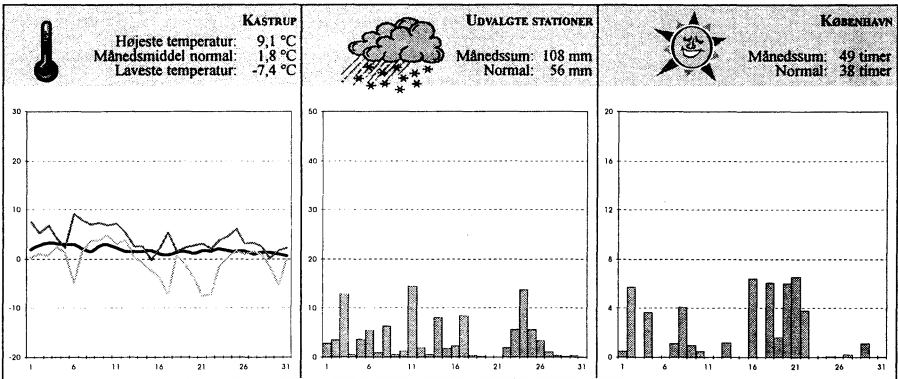 KASTRUP
Højeste temperatur: 9,1 °C
Månedsmiddel normal: 1,8 °C
Laveste temperatur: -7,4 °C
30
20
10
0
-10
-20
1 6 11 16 21 26 31
UDVALGTE STATIONER
Månedssum: 108 mm
Normal: 56 mm
50
40
30
20
10
0
1 6 11 16 21 26 31
KØBENHAVN
Månedssum: 49 timer
Normal: 38 timer
20
16
12
8
4
0
1 6 11 16 21 26 31